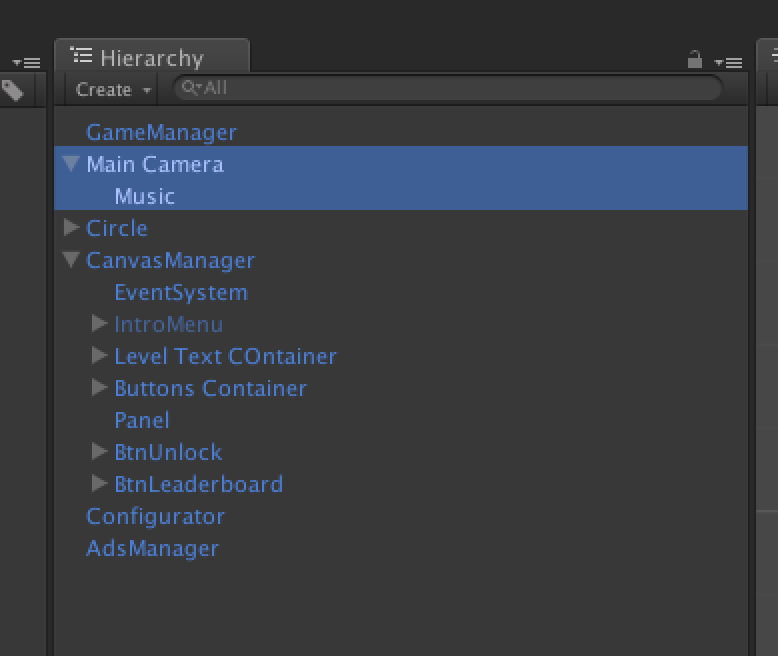 Hierarchy
Create
All
GameManager
Main Camera
Music
Circle
CanvasManager
EventSystem
IntroMenu
Level Text COntainer
Buttons Container
Panel
BtnUnlock
BtnLeaderboard
Configurator
AdsManager